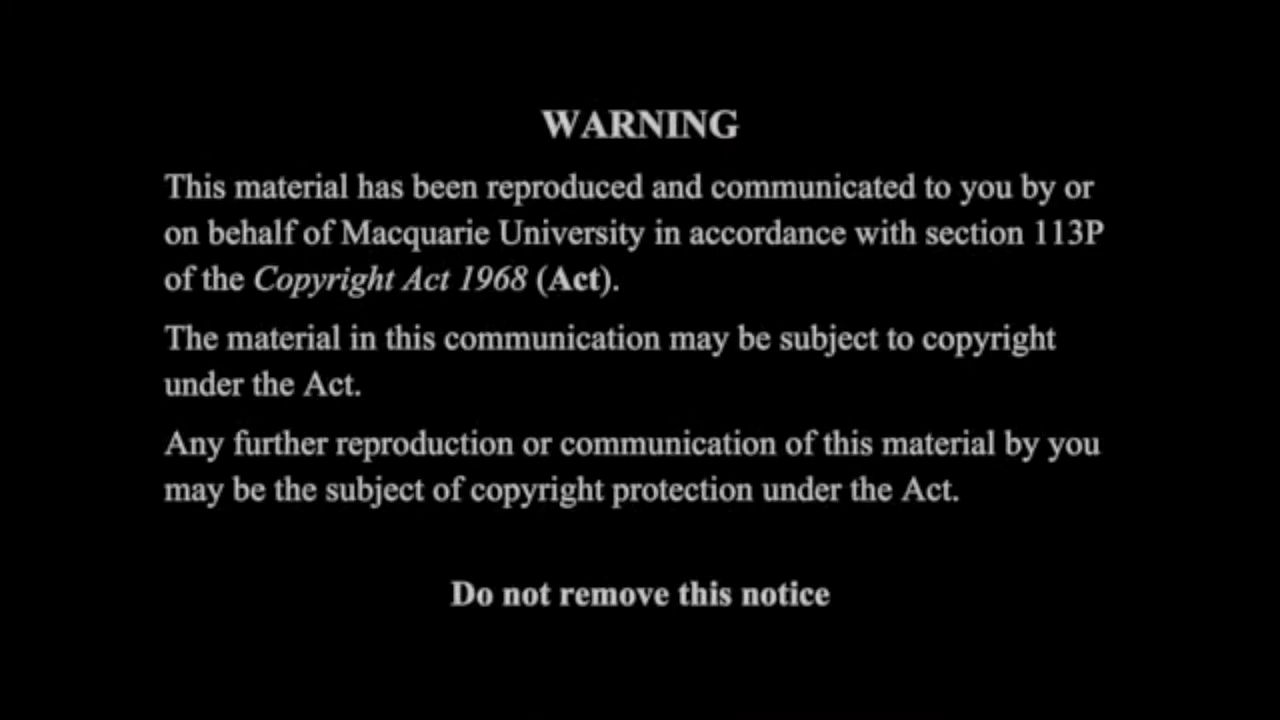 WARNING
This material has been reproduced and communicated to you by or
on behalf of Macquarie University in accordance with section 113P
of the Copyright Act 1968 (Act).
The material in this communication may be subject to copyright
under the Act.
Any further reproduction or communication of this material by you
may be the subject of copyright protection under the Act.
Do not remove this notice